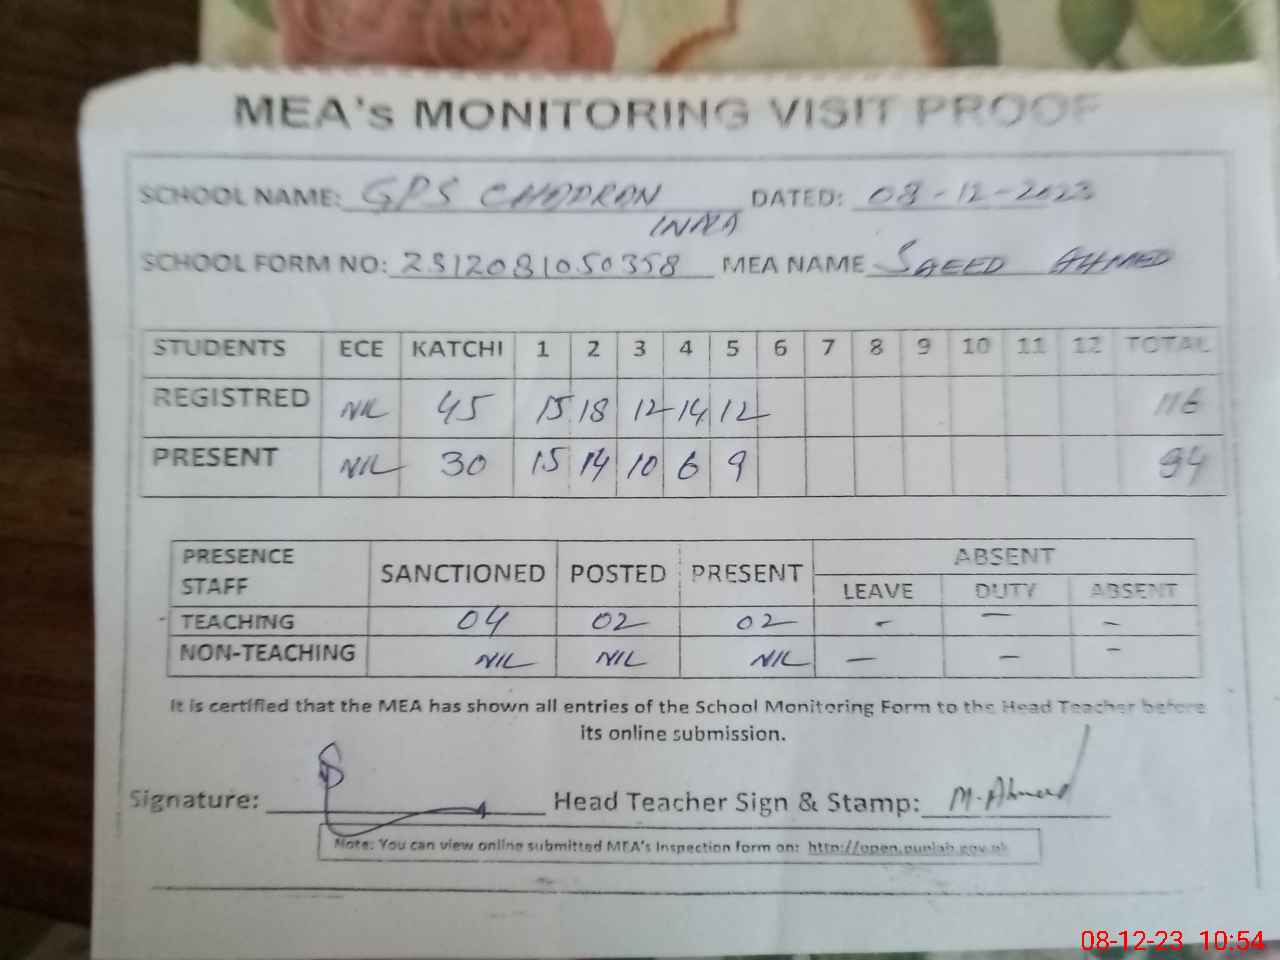 MEA's MONITORING VISIT PROOF
SCHOOL NAME: GPS CHADRAN DATED: 08-12-2023
SCHOOL FORM NO: 2312081050358 MEA NAME SAEED AHMED
STUDENTS ECE KATCHI 1 2 3 4 5 6 7 8 9 10 11 12 TOTAL
REGISTRED NIL 45 15 18 12 14 12 116
PRESENT NIL 30 15 14 10 6 9 84
PRESENCE STAFF SANCTIONED POSTED PRESENT ABSENT
LEAVE DUTY ABSENT
TEACHING 04 02 02 - - -
NON-TEACHING NIL NIL NIL - - -
It is certified that the MEA has shown all entries of the School Monitoring Form to the Head Teacher before
its online submission.
Signature: Head Teacher Sign & Stamp: M. Ahmed
Note: You can view online submitted MEA's Inspection form on: http://open.punjab.gov.pk
08-12-23 10:54